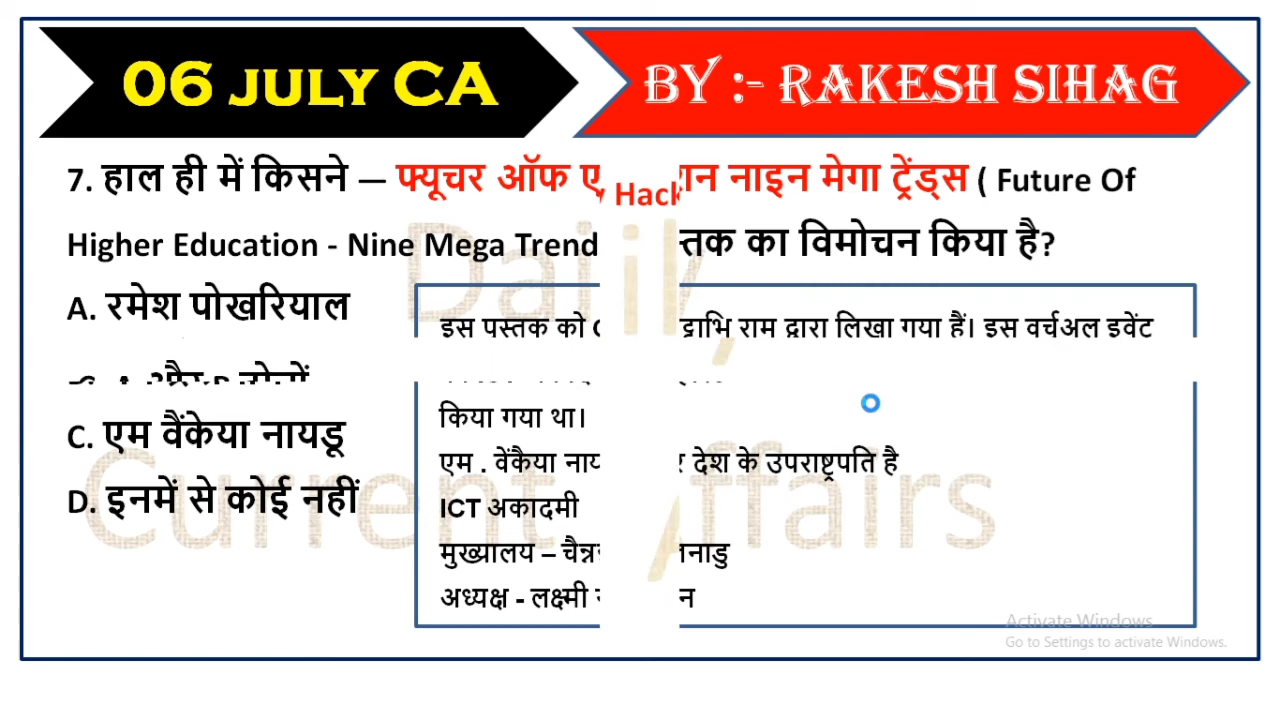 06 JULY CA
BY :- RAKESH SIHAG
7. हाल ही में किसने — फ्यूचर ऑफ नाइन मेगा ट्रेंड्स ( Future Of
Hack
Higher Education - Nine Mega Trend का विमोचन किया है?
A. रमेश पोखरियाल
इस पुस्तक को राम द्वारा लिखा गया हैं। इस वर्चुअल इवेंट
किया गया था।
C. एम वैंकेया नायडू
एम . वेंकैया देश के उपराष्ट्रपति है
D. इनमें से कोई नहीं
ICT अकादमी
मुख्यालय –
अध्यक्ष - लक्ष्मी
Daily
Current Affairs
Activate Windows
Go to Settings to activate Windows.